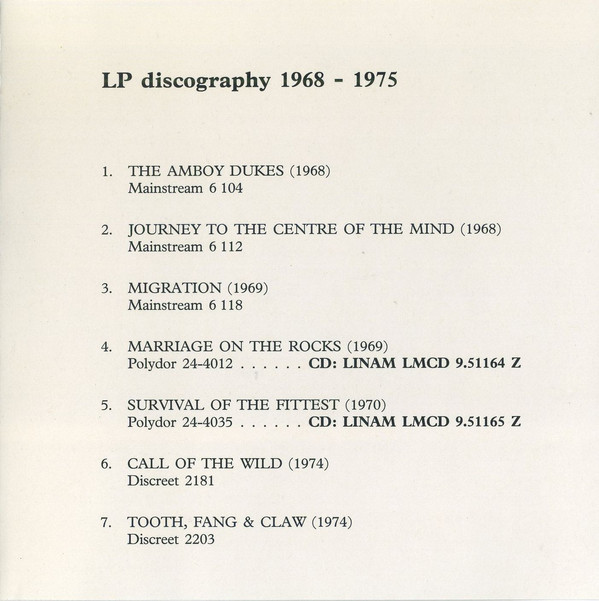 LP discography 1968 - 1975
1. THE AMBOY DUKES (1968)
Mainstream 6 104
2. JOURNEY TO THE CENTRE OF THE MIND (1968)
Mainstream 6 112
3. MIGRATION (1969)
Mainstream 6 118
4. MARRIAGE ON THE ROCKS (1969)
Polydor 24-4012 . . . . . . CD: LINAM LMCD 9.51164 Z
5. SURVIVAL OF THE FITTEST (1970)
Polydor 24-4035 . . . . . . CD: LINAM LMCD 9.51165 Z
6. CALL OF THE WILD (1974)
Discreet 2181
7. TOOTH, FANG & CLAW (1974)
Discreet 2203